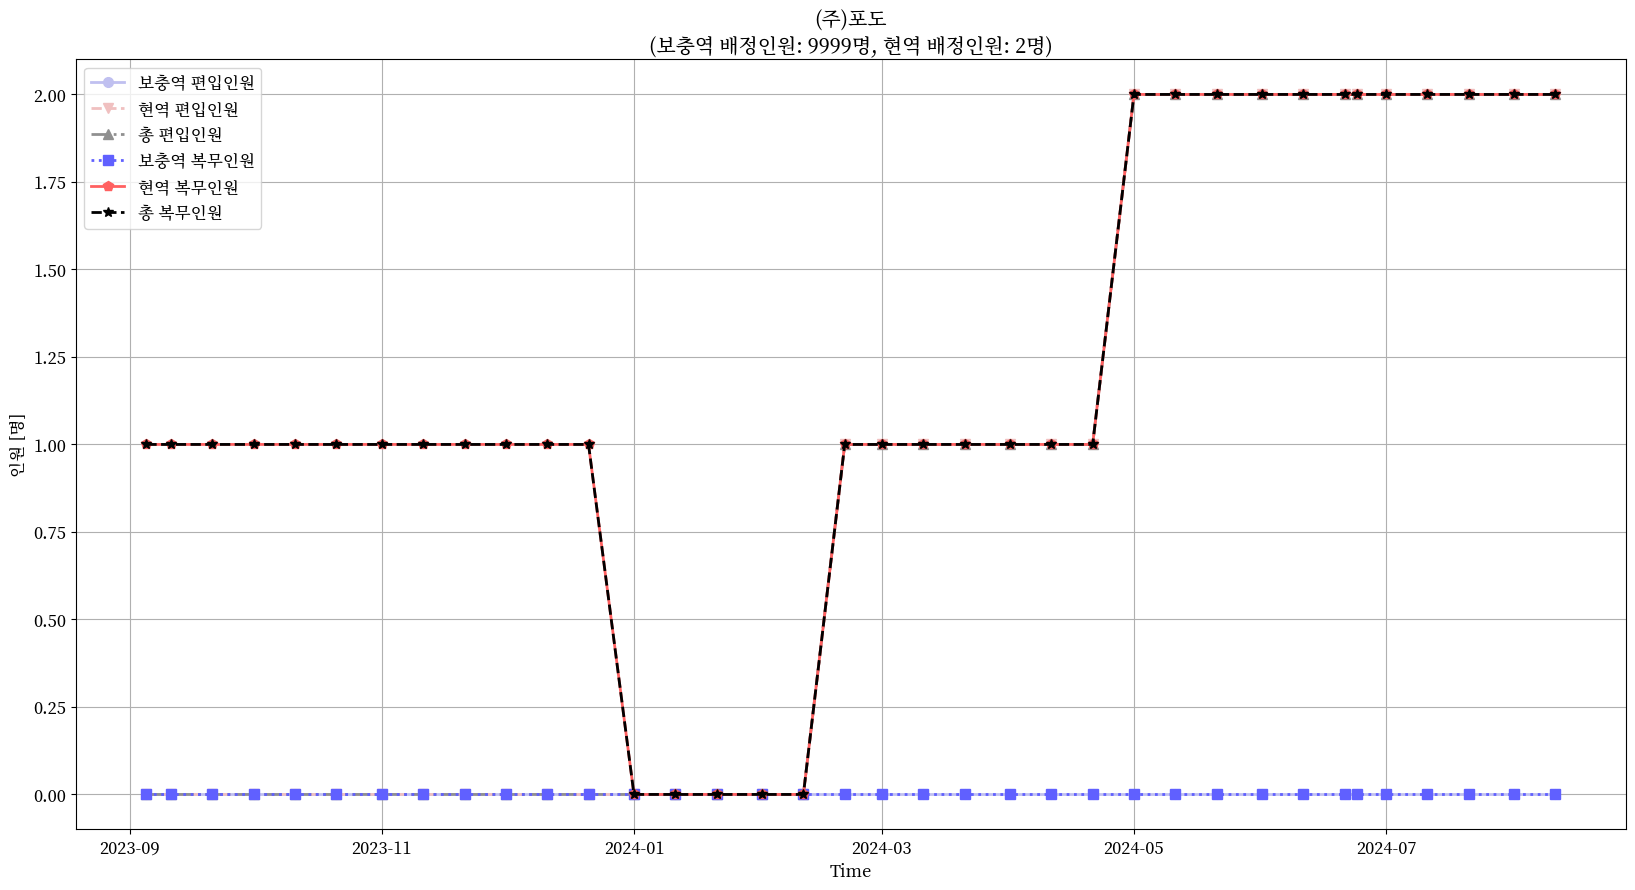 (주)포도
(보충역 배정인원: 9999명, 현역 배정인원: 2명)
보충역 편입인원
현역 편입인원
총 편입인원
보충역 복무인원
현역 복무인원
총 복무인원
2.00
1.75
1.50
1.25
1.00
0.75
0.50
0.25
0.00
인원 [명]
2023-09 2023-11 2024-01 2024-03 2024-05 2024-07
Time